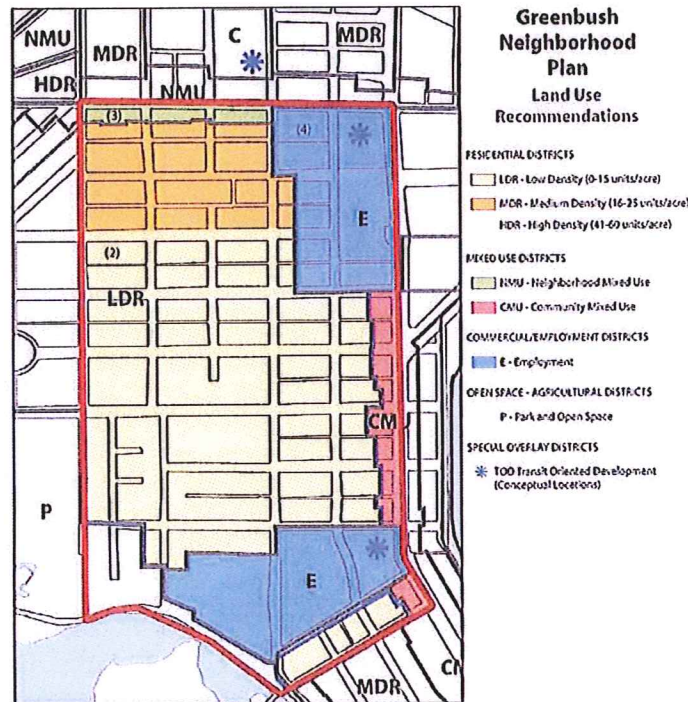 Greenbush
Neighborhood
Plan
Land Use
Recommendations
RESIDENTIAL DISTRICTS
LDR - Low Density (0-15 units/acre)
MDR - Medium Density (16-25 units/acre)
HDR - High Density (41-60 units/acre)
MIXED USE DISTRICTS
NMU - Neighborhood Mixed Use
CMU - Community Mixed Use
COMMERCIAL/EMPLOYMENT DISTRICTS
E - Employment
OPEN SPACE - AGRICULTURAL DISTRICTS
P - Park and Open Space
SPECIAL OVERLAY DISTRICTS
TOD Transit Oriented Development
(Conceptual Locations)
NMU
MDR
C
MDR
HDR
NMU
(3)
(4)
E
(2)
LDR
CM
P
E
MDR